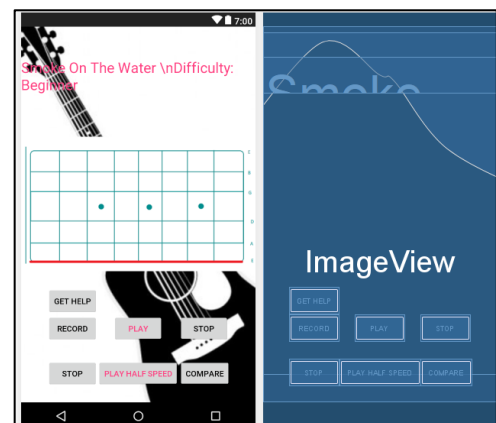 7:00
Smoke On The Water \nDifficulty:
Beginner
E
B
G
D
A
E
GET HELP
RECORD PLAY STOP
STOP PLAY HALF SPEED COMPARE
Smoke
ImageView
GET HELP
RECORD PLAY STOP
STOP PLAY HALF SPEED COMPARE